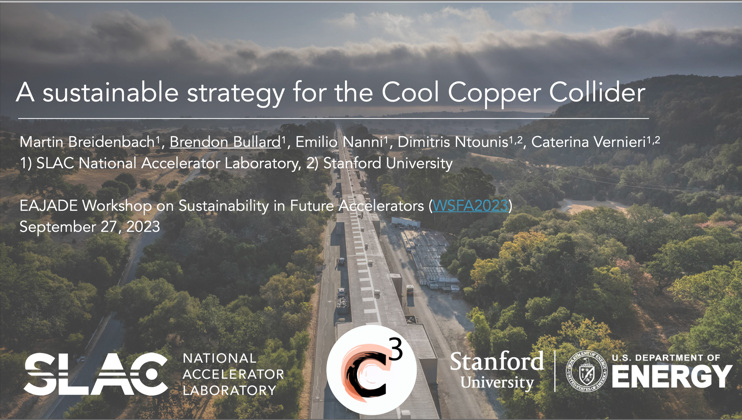 A sustainable strategy for the Cool Copper Collider
Martin Breidenbach¹, Brendon Bullard¹, Emilio Nanni¹, Dimitris Ntounis¹,², Caterina Vernieri¹,²
1) SLAC National Accelerator Laboratory, 2) Stanford University
EAJADE Workshop on Sustainability in Future Accelerators (WSFA2023)
September 27, 2023
SLAC
NATIONAL
ACCELERATOR
LABORATORY
C³
Stanford
University
U.S. DEPARTMENT OF
ENERGY